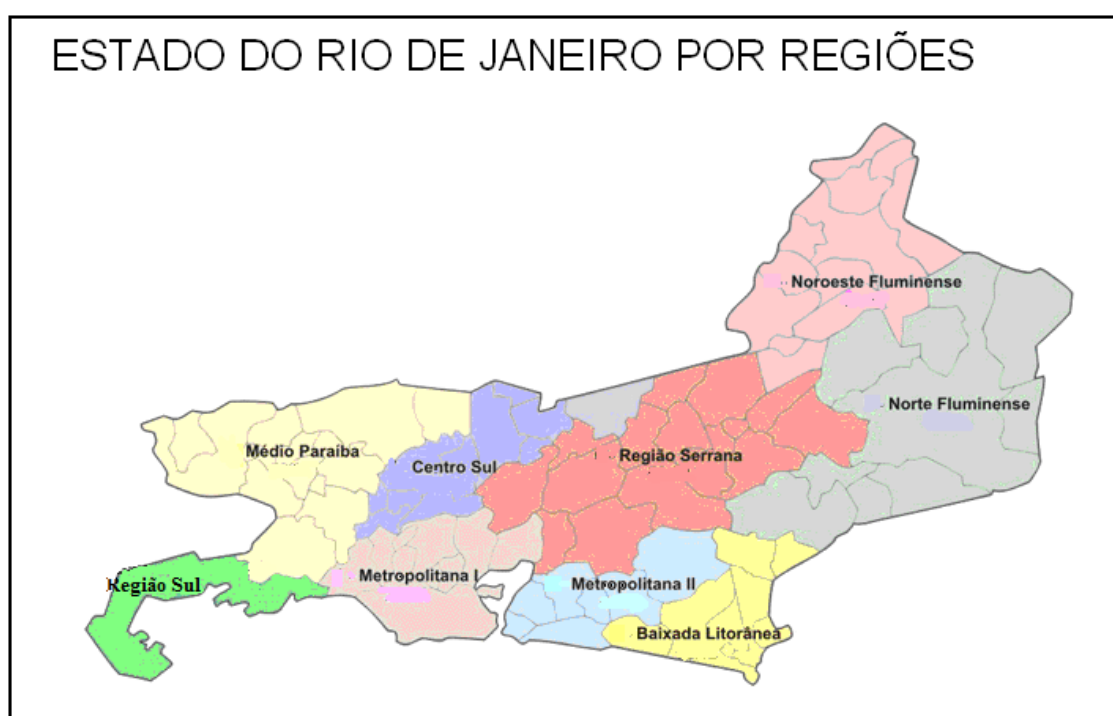 ESTADO DO RIO DE JANEIRO POR REGIÕES
Noroeste Fluminense
Norte Fluminense
Médio Paraíba
Centro Sul
Região Serrana
Região Sul
Metropolitana I
Metropolitana II
Baixada Litorânea